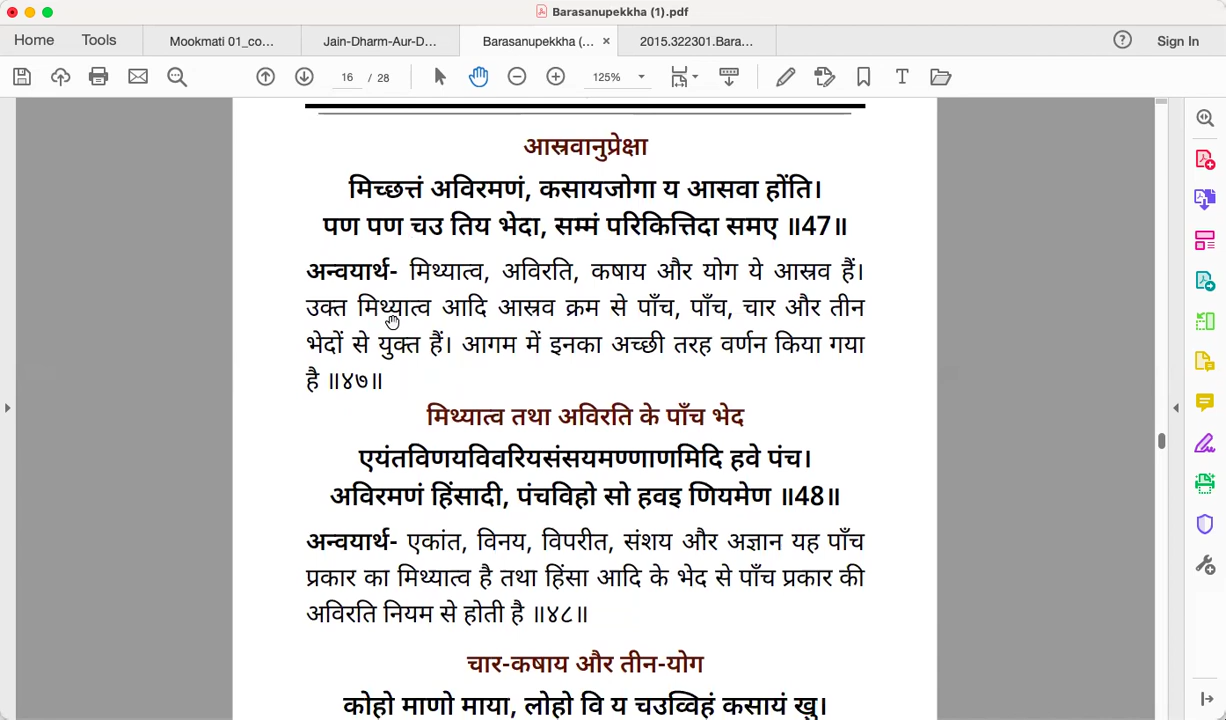 Barasanupekkha (1).pdf
Home Tools Mookmati 01_co... Jain-Dharm-Aur-D... Barasanupekkha (... × 2015.322301.Bara... Sign In
16 / 28 125%
आस्रवानुप्रेक्षा
मिच्छत्तं अविरमणं, कसायजोगा य आसवा होंति।
पण पण चउ तिय भेदा, सम्मं परिकित्तिदा समए ॥47॥
अन्वयार्थ- मिथ्यात्व, अविरति, कषाय और योग ये आस्रव हैं।
उक्त मिथ्यात्व आदि आस्रव क्रम से पाँच, पाँच, चार और तीन
भेदों से युक्त हैं। आगम में इनका अच्छी तरह वर्णन किया गया
है ॥४७॥
मिथ्यात्व तथा अविरति के पाँच भेद
एयंतविणयविवरियसंसयमण्णाणमिदि हवे पंच।
अविरमणं हिंसादी, पंचविहो सो हवइ णियमेण ॥48॥
अन्वयार्थ- एकांत, विनय, विपरीत, संशय और अज्ञान यह पाँच
प्रकार का मिथ्यात्व है तथा हिंसा आदि के भेद से पाँच प्रकार की
अविरति नियम से होती है ॥४८॥
चार-कषाय और तीन-योग
कोहो माणो माया, लोहो वि य चउव्विहं कसायं खु।